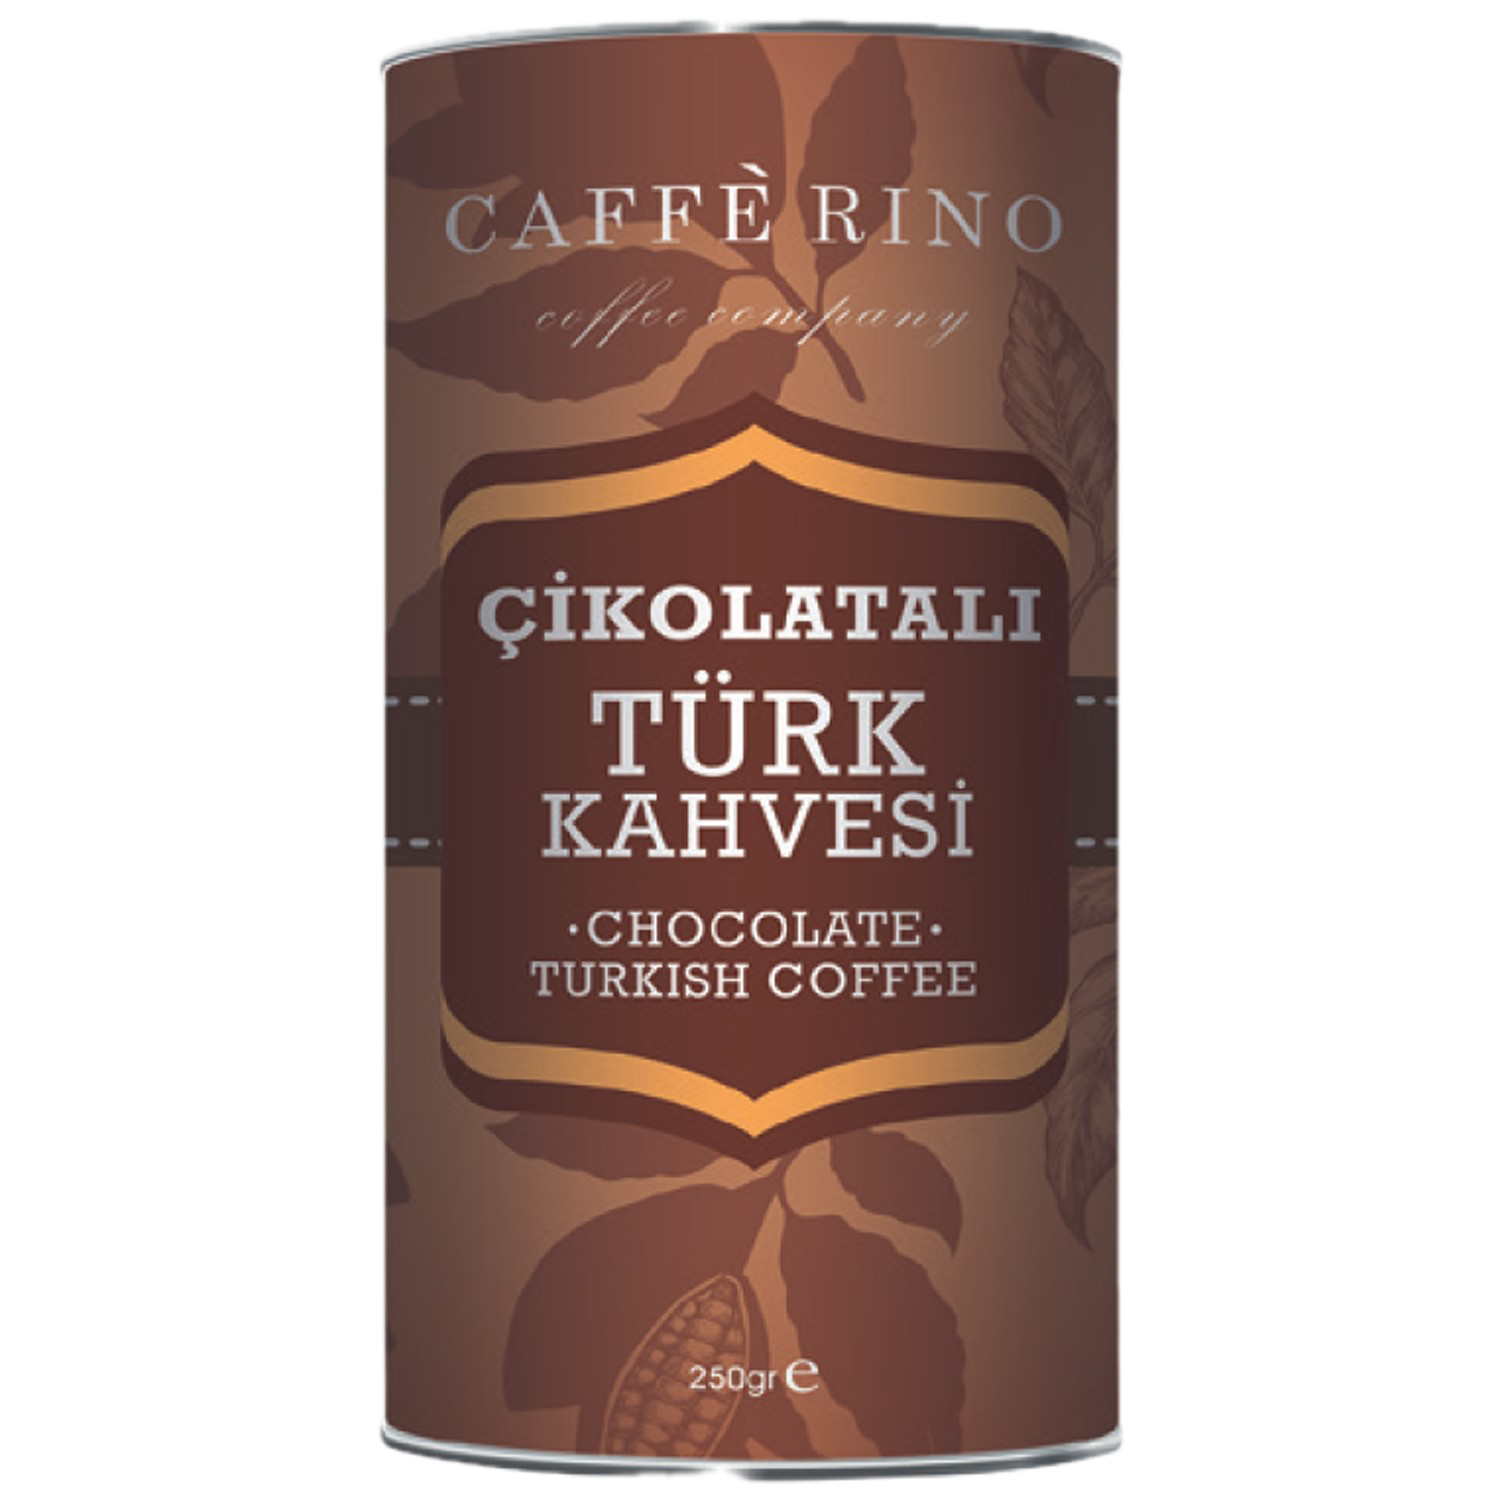 CAFFÈ RINO
coffee company
ÇİKOLATALI
TÜRK
KAHVESİ
·CHOCOLATE·
TURKISH COFFEE
250gr ℮